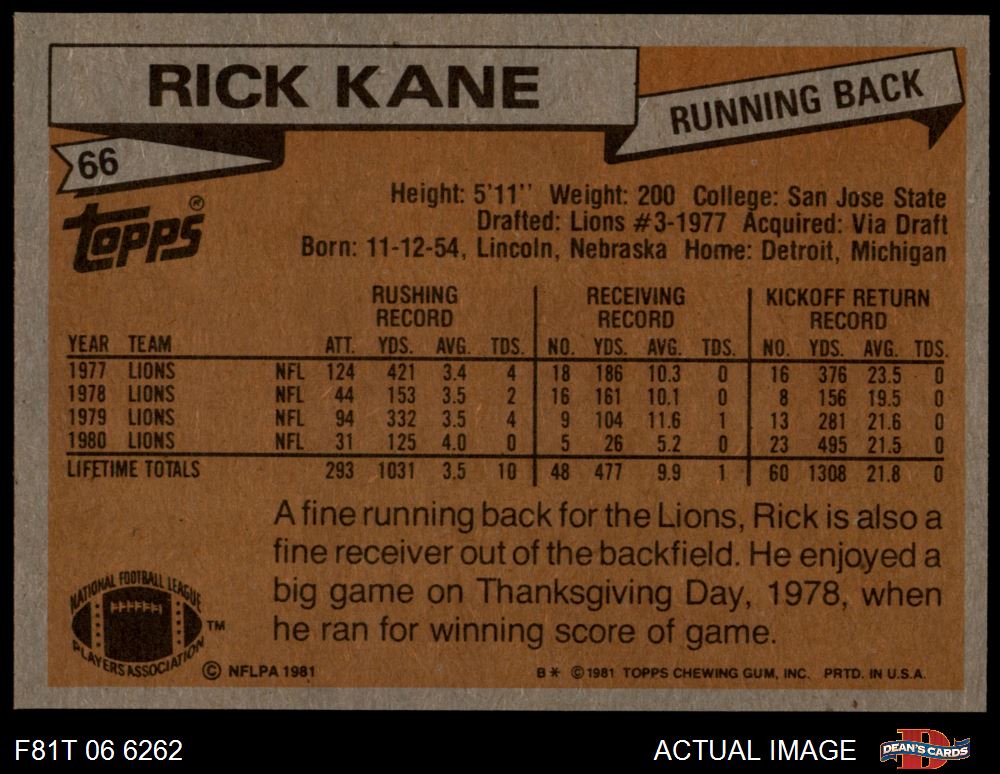 RICK KANE
RUNNING BACK
66
TOPPS®
Height: 5'11" Weight: 200 College: San Jose State
Drafted: Lions #3-1977 Acquired: Via Draft
Born: 11-12-54, Lincoln, Nebraska Home: Detroit, Michigan
RUSHING RECORD RECEIVING RECORD KICKOFF RETURN RECORD
YEAR TEAM ATT. YDS. AVG. TDS. NO. YDS. AVG. TDS. NO. YDS. AVG. TDS.
1977 LIONS NFL 124 421 3.4 4 18 186 10.3 0 16 376 23.5 0
1978 LIONS NFL 44 153 3.5 2 16 161 10.1 0 8 156 19.5 0
1979 LIONS NFL 94 332 3.5 4 9 104 11.6 1 13 281 21.6 0
1980 LIONS NFL 31 125 4.0 0 5 26 5.2 0 23 495 21.5 0
LIFETIME TOTALS 293 1031 3.5 10 48 477 9.9 1 60 1308 21.8 0
A fine running back for the Lions, Rick is also a
fine receiver out of the backfield. He enjoyed a
big game on Thanksgiving Day, 1978, when
he ran for winning score of game.
NATIONAL FOOTBALL LEAGUE
PLAYERS ASSOCIATION
TM
© NFLPA 1981
B* ©1981 TOPPS CHEWING GUM, INC. PRTD. IN U.S.A.
F81T 06 6262
ACTUAL IMAGE
DEAN'S CARDS